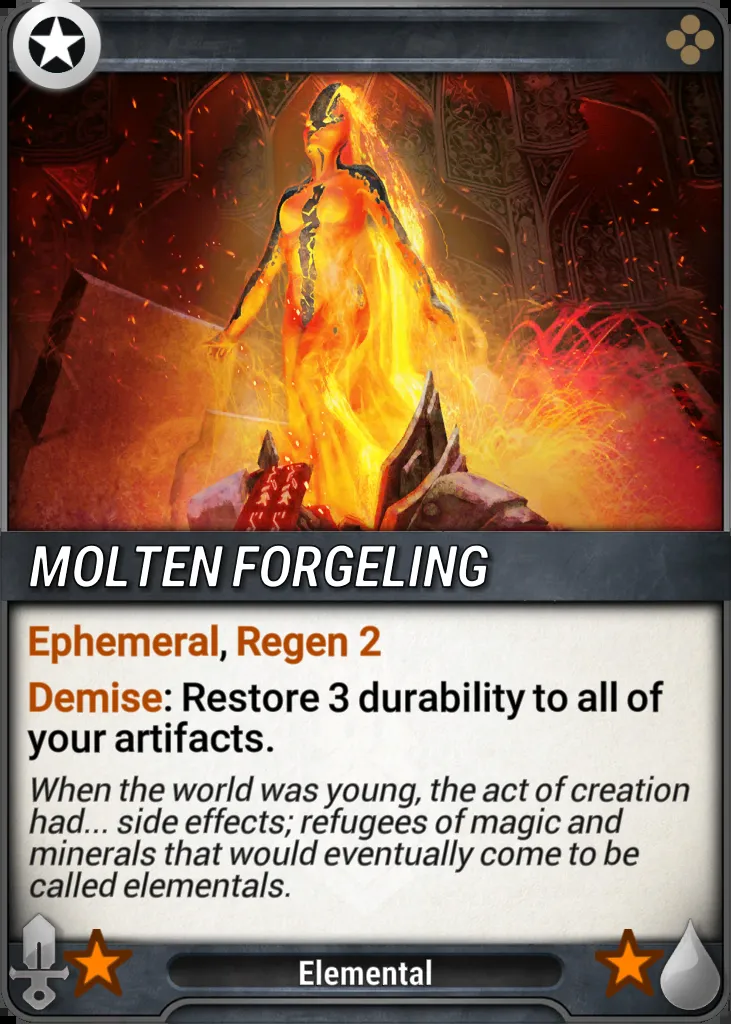 MOLTEN FORGELING
Ephemeral, Regen 2
Demise: Restore 3 durability to all of
your artifacts.
When the world was young, the act of creation
had... side effects; refugees of magic and
minerals that would eventually come to be
called elementals.
Elemental